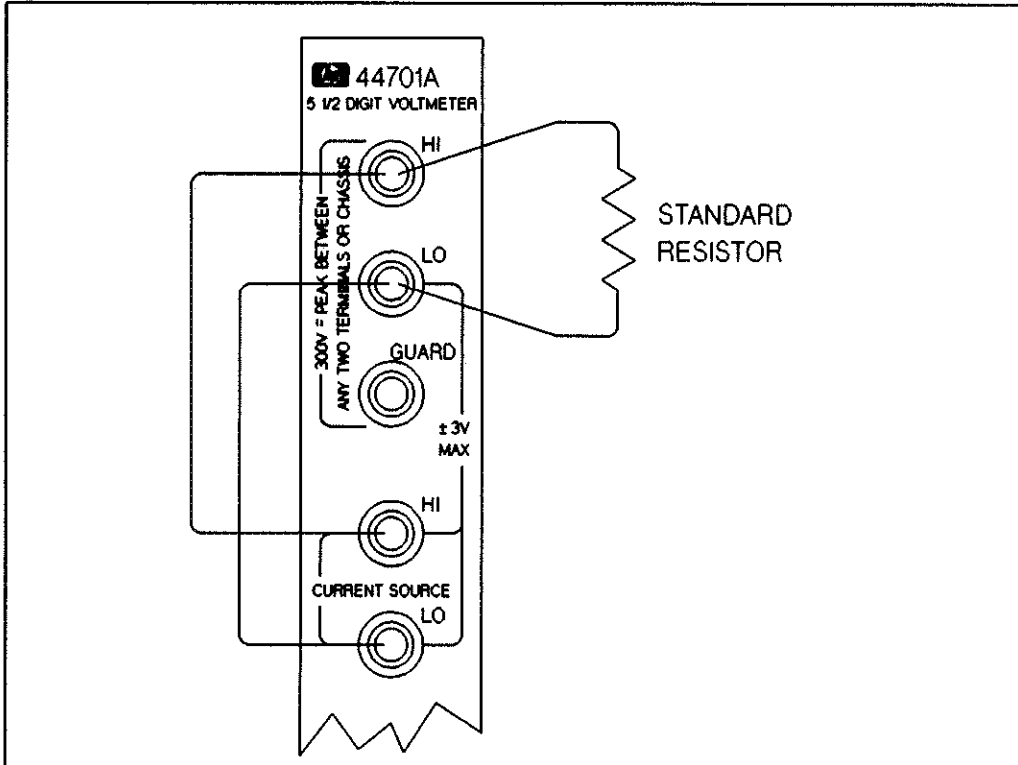 44701A
5 1/2 DIGIT VOLTMETER
HI
300V = PEAK BETWEEN
ANY TWO TERMINALS OR CHASSIS
LO
GUARD
± 3V
MAX
HI
CURRENT SOURCE
LO
STANDARD
RESISTOR